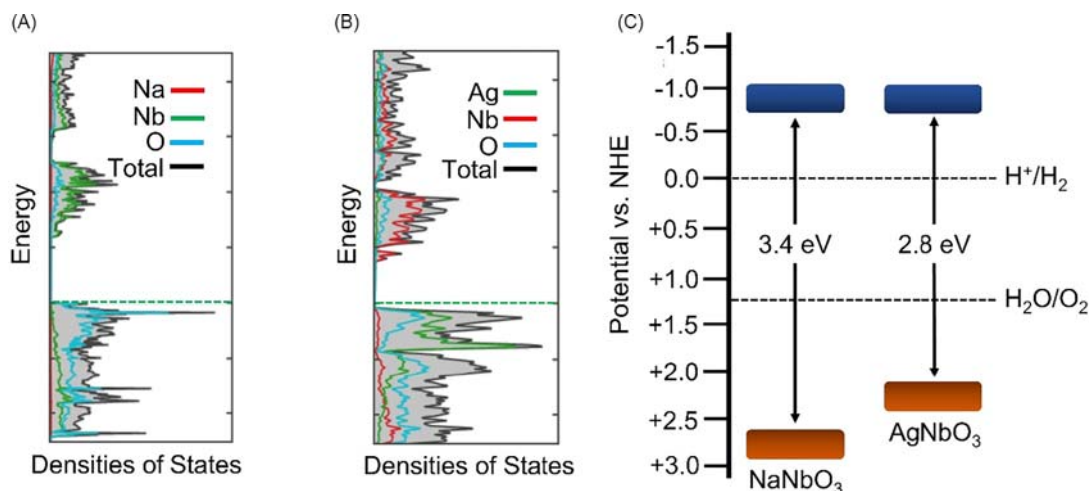 (A)
Na
Nb
O
Total
Energy
Densities of States
(B)
Ag
Nb
O
Total
Energy
Densities of States
(C)
Potential vs. NHE
-1.5
-1.0
-0.5
0.0
+0.5
+1.0
+1.5
+2.0
+2.5
+3.0
H⁺/H₂
3.4 eV
2.8 eV
H₂O/O₂
AgNbO₃
NaNbO₃